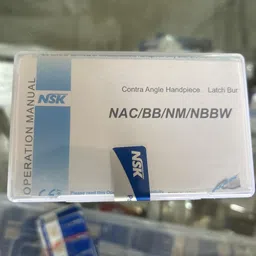 OPERATION MANUAL
NSK
Contra Angle Handpiece Latch Bur
NAC/BB/NM/NBBW
NSK